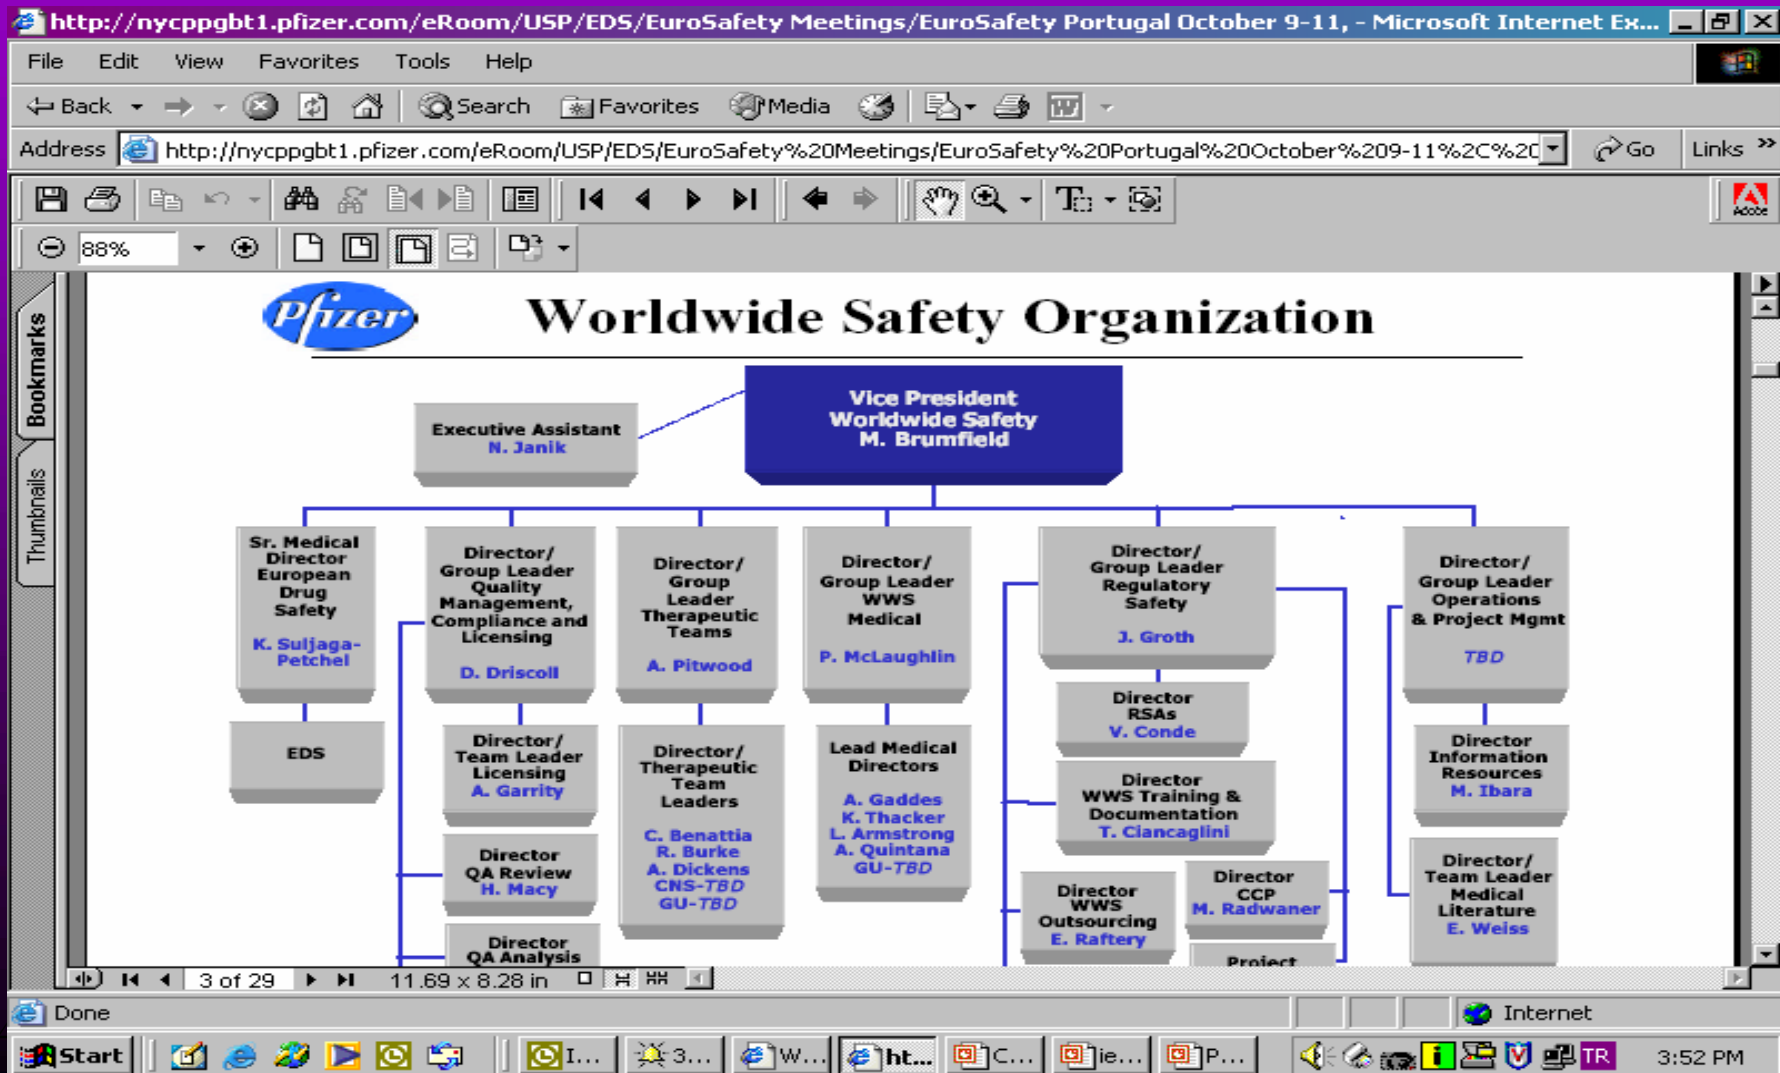 http://nycppgbt1.pfizer.com/eRoom/USP/EDS/EuroSafety Meetings/EuroSafety Portugal October 9-11, - Microsoft Internet Ex...
File Edit View Favorites Tools Help
Back Search Favorites Media
Address http://nycppgbt1.pfizer.com/eRoom/USP/EDS/EuroSafety%20Meetings/EuroSafety%20Portugal%20October%209-11%2C%2C Go Links »
Adobe
88%
Bookmarks
Thumbnails
Pfizer
Worldwide Safety Organization
Vice President
Worldwide Safety
M. Brumfield
Executive Assistant
N. Janik
Sr. Medical
Director
European
Drug
Safety
K. Suljaga-
Petchel
EDS
Director/
Group Leader
Quality
Management,
Compliance and
Licensing
D. Driscoll
Director/
Team Leader
Licensing
A. Garrity
Director
QA Review
H. Macy
Director
QA Analysis
Director/
Group
Leader
Therapeutic
Teams
A. Pitwood
Director/
Therapeutic
Team
Leaders
C. Benattia
R. Burke
A. Dickens
CNS-TBD
GU-TBD
Director/
Group Leader
WWS
Medical
P. McLaughlin
Lead Medical
Directors
A. Gaddes
K. Thacker
L. Armstrong
A. Quintana
GU-TBD
Director/
Group Leader
Regulatory
Safety
J. Groth
Director
RSAs
V. Conde
Director
WWS Training &
Documentation
T. Ciancaglini
Director
WWS
Outsourcing
E. Raftery
Director
CCP
M. Radwaner
Project
Director/
Group Leader
Operations
& Project Mgmt
TBD
Director
Information
Resources
M. Ibara
Director/
Team Leader
Medical
Literature
E. Weiss
3 of 29 11.69 x 8.28 in
Done Internet
Start I... 3... W... ht... C... ie... P... TR 3:52 PM